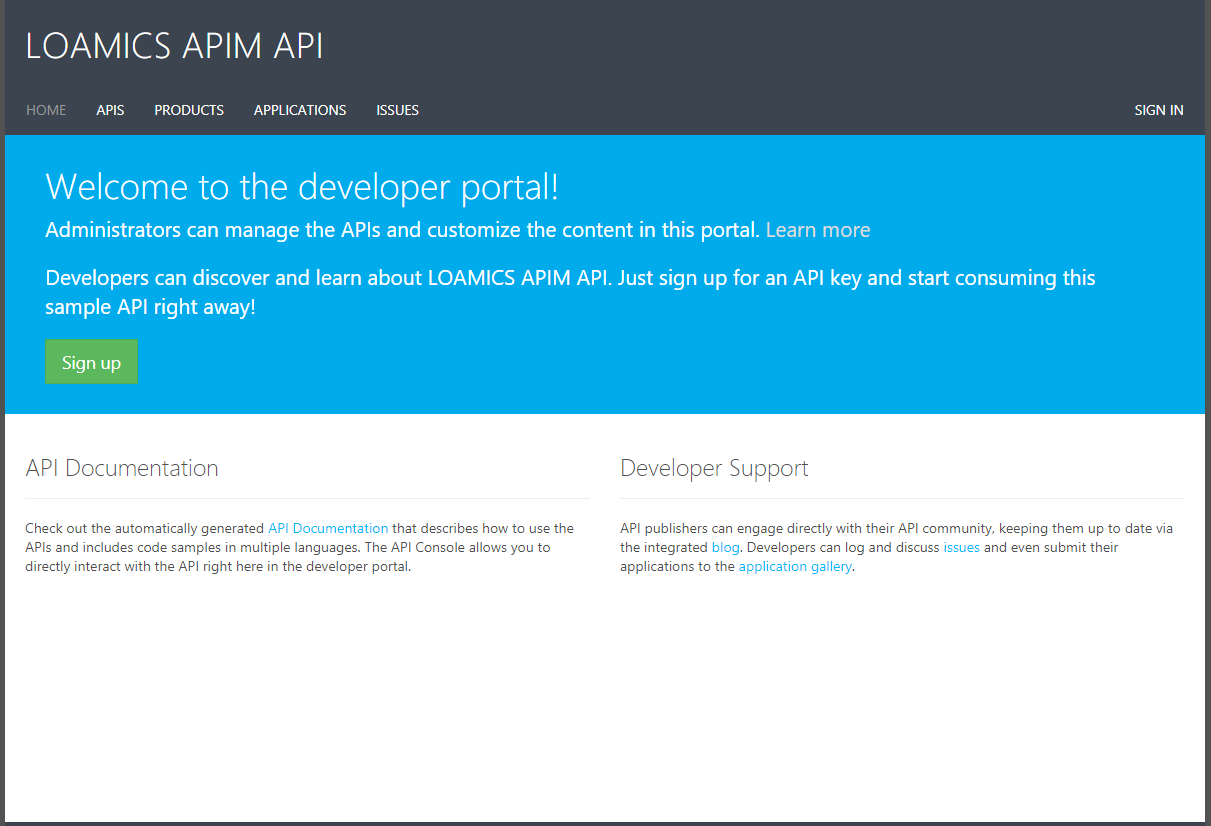 LOAMICS APIM API
HOME APIS PRODUCTS APPLICATIONS ISSUES SIGN IN
Welcome to the developer portal!
Administrators can manage the APIs and customize the content in this portal. Learn more
Developers can discover and learn about LOAMICS APIM API. Just sign up for an API key and start consuming this
sample API right away!
Sign up
API Documentation
Check out the automatically generated API Documentation that describes how to use the
APIs and includes code samples in multiple languages. The API Console allows you to
directly interact with the API right here in the developer portal.
Developer Support
API publishers can engage directly with their API community, keeping them up to date via
the integrated blog. Developers can log and discuss issues and even submit their
applications to the application gallery.